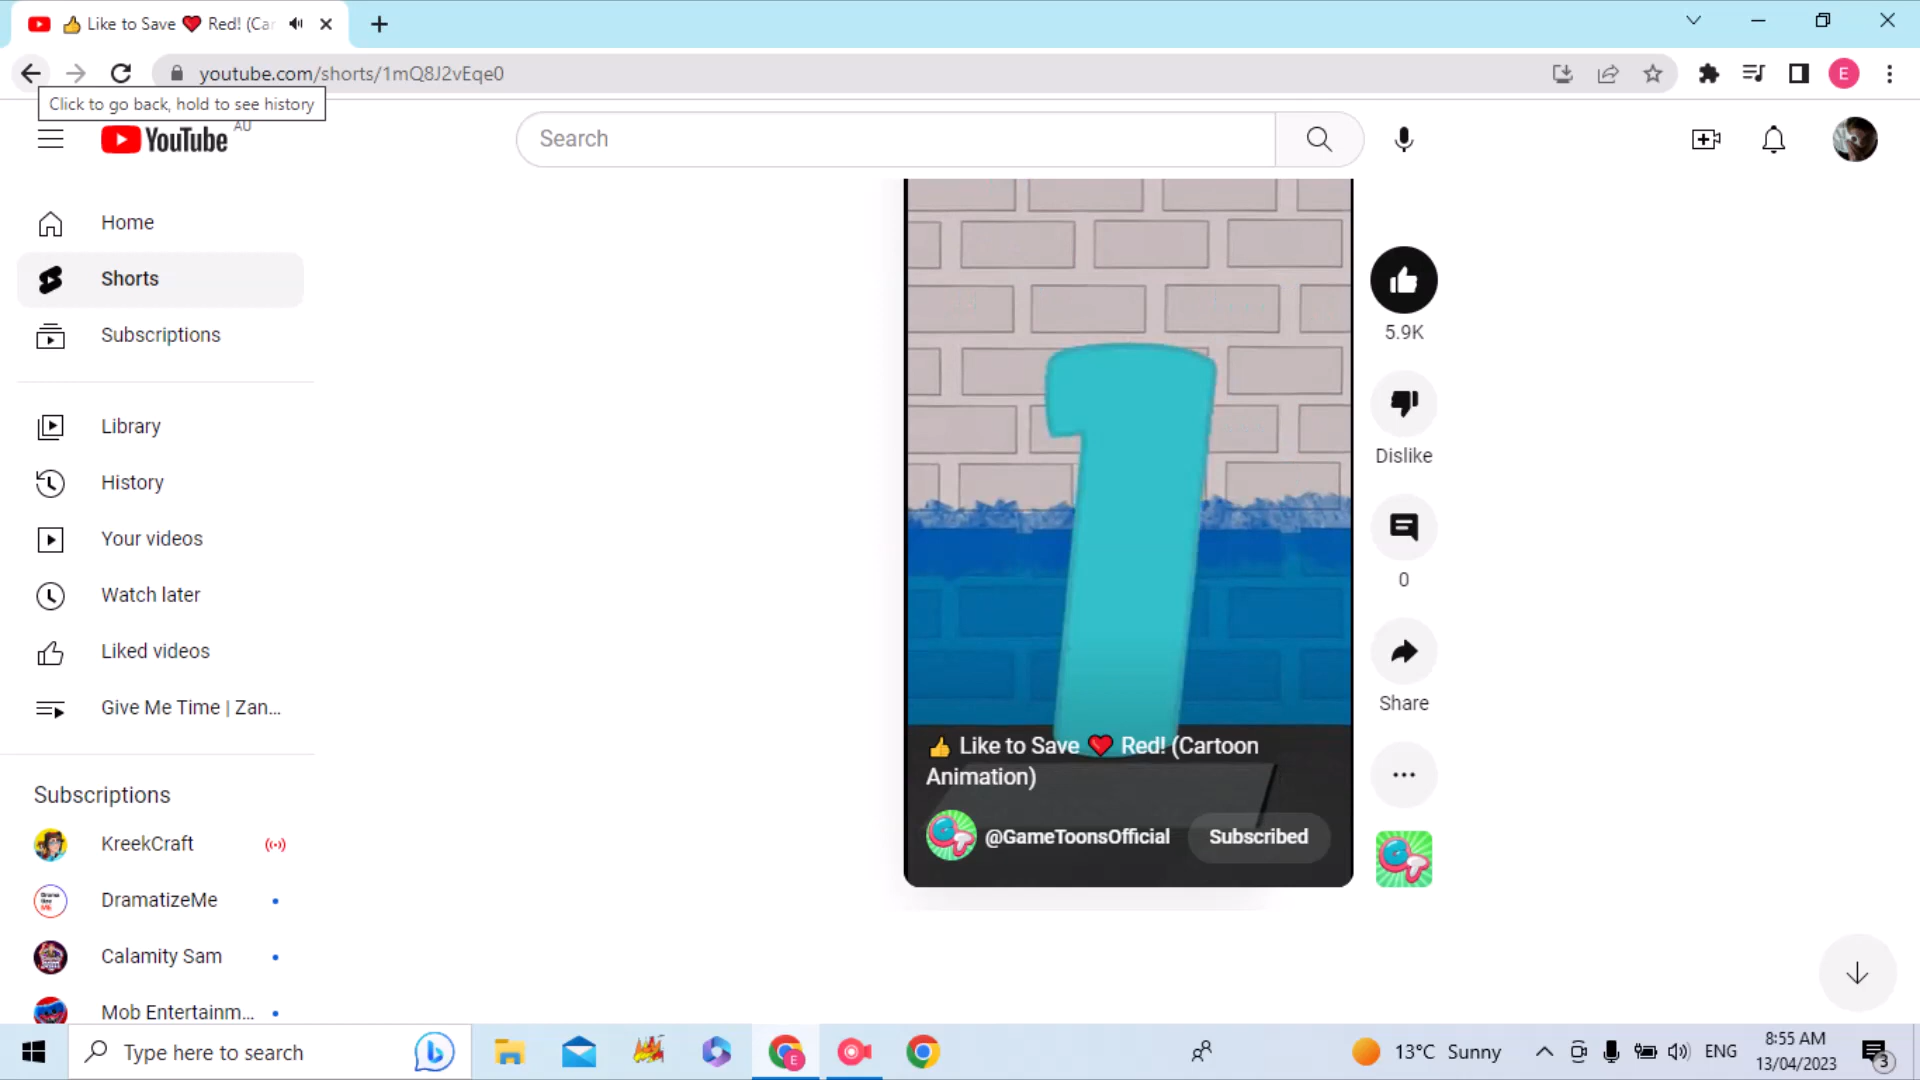 👍 Like to Save ❤️ Red! (Car
youtube.com/shorts/1mQ8J2vEqe0
E
Click to go back, hold to see history
YouTube AU
Search
Home
Shorts
Subscriptions
Library
History
Your videos
Watch later
Liked videos
Give Me Time | Zan...
Subscriptions
KreekCraft
DramatizeMe
Calamity Sam
Mob Entertainm...
1
👍 Like to Save ❤️ Red! (Cartoon
Animation)
@GameToonsOfficial
Subscribed
5.9K
Dislike
0
Share
Type here to search
E
13°C Sunny
ENG
8:55 AM
13/04/2023
3